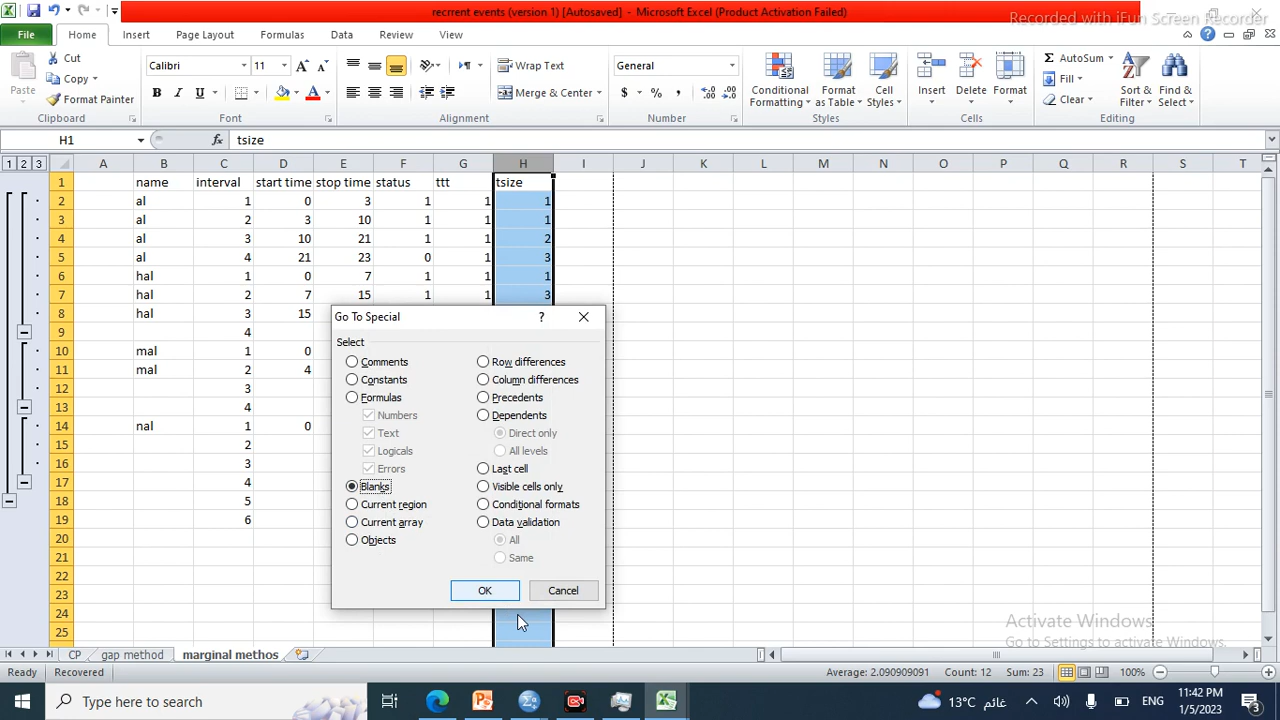 recrrent events (version 1) [Autosaved] - Microsoft Excel (Product Activation Failed)
Recorded with iFun Screen Recorder
File Home Insert Page Layout Formulas Data Review View
Cut
Copy
Format Painter
Paste
Clipboard
Calibri 11
B I U
Font
Wrap Text
Merge & Center
Alignment
General
$ % ,
Number
Conditional Formatting
Format as Table
Cell Styles
Styles
Insert Delete Format
Cells
AutoSum
Fill
Clear
Sort & Filter
Find & Select
Editing
H1 fx tsize
1 2 3 A B C D E F G H I J K L M N O P Q R S T
1 name interval start time stop time status ttt tsize
2 al 1 0 3 1 1 1
3 al 2 3 10 1 1 1
4 al 3 10 21 1 1 2
5 al 4 21 23 0 1 3
6 hal 1 0 7 1 1 1
7 hal 2 7 15 1 1 3
8 hal 3 15
9 4
10 mal 1 0
11 mal 2 4
12 3
13 4
14 nal 1 0
15 2
16 3
17 4
18 5
19 6
20
21
22
23
24
25
Go To Special
?
Select
Comments
Constants
Formulas
Numbers
Text
Logicals
Errors
Blanks
Current region
Current array
Objects
Row differences
Column differences
Precedents
Dependents
Direct only
All levels
Last cell
Visible cells only
Conditional formats
Data validation
All
Same
OK Cancel
Activate Windows
Go to Settings to activate Windows.
CP gap method marginal methos
Ready Recovered Average: 2.090909091 Count: 12 Sum: 23 100%
Type here to search
13°C غائم
ENG
11:42 PM
1/5/2023
3